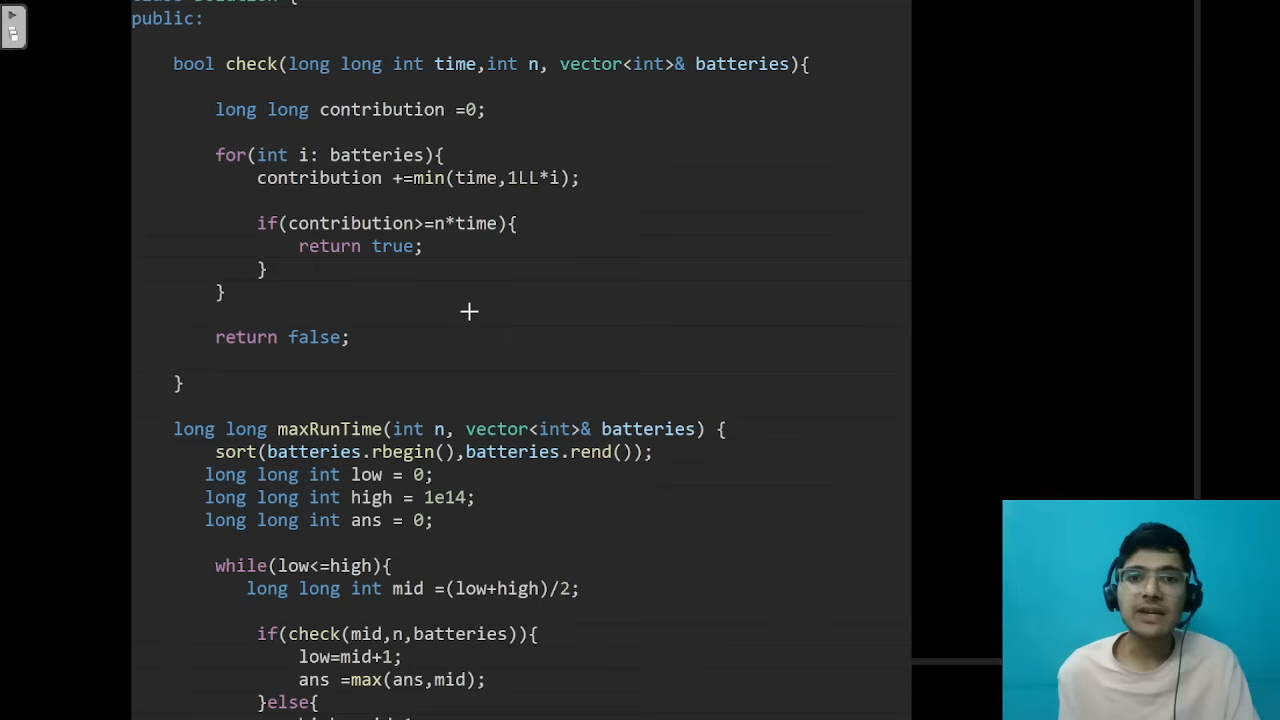 public:
bool check(long long int time,int n, vector<int>& batteries){
long long contribution =0;
for(int i: batteries){
contribution +=min(time,1LL*i);
if(contribution>=n*time){
return true;
}
}
return false;
}
long long maxRunTime(int n, vector<int>& batteries) {
sort(batteries.rbegin(),batteries.rend());
long long int low = 0;
long long int high = 1e14;
long long int ans = 0;
while(low<=high){
long long int mid =(low+high)/2;
if(check(mid,n,batteries)){
low=mid+1;
ans =max(ans,mid);
}else{